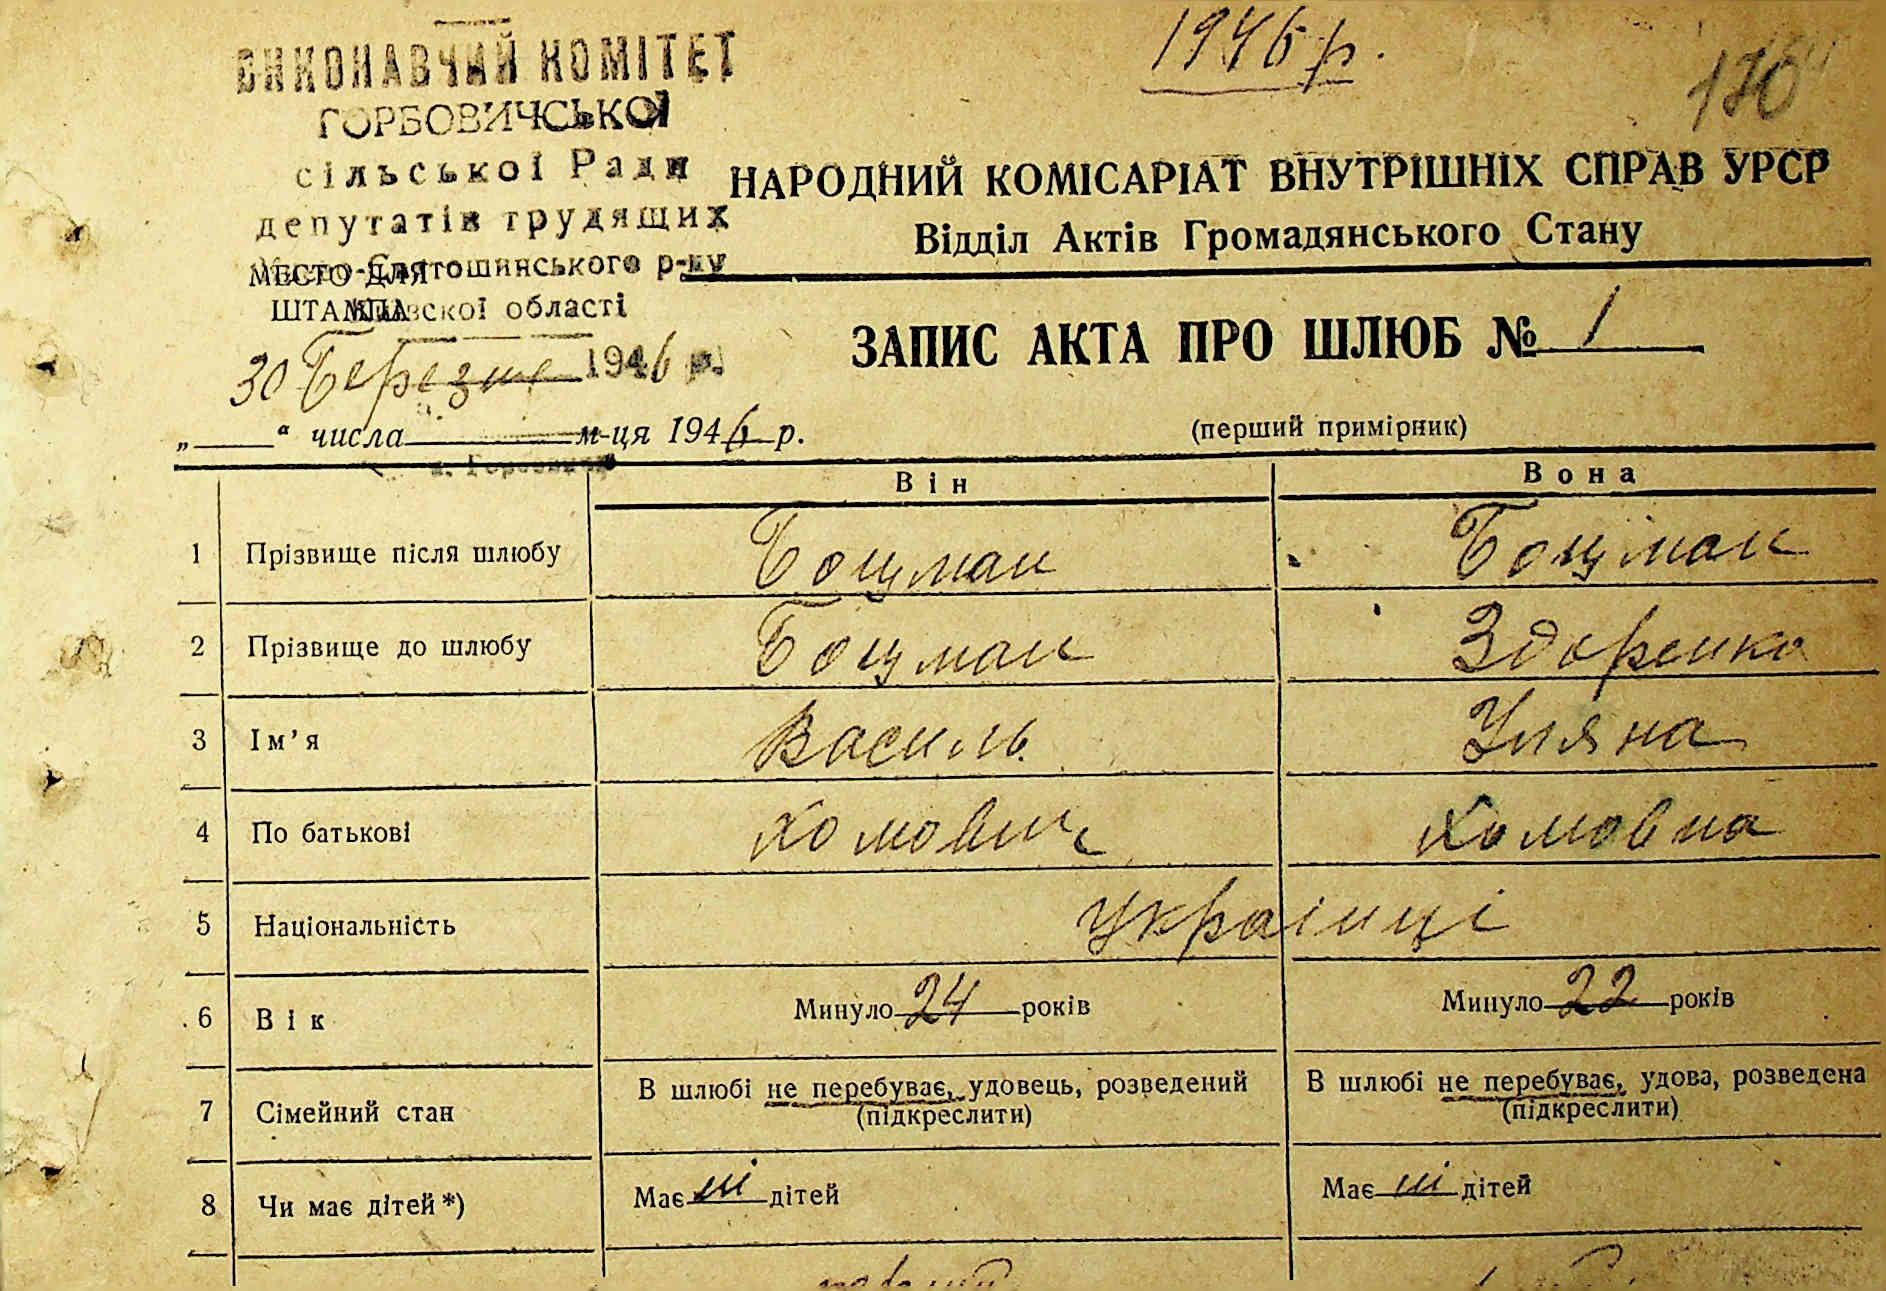 1946 р.
170
ВИКОНАВЧИЙ КОМІТЕТ
ГОРБОВИЧСЬКОЇ
сільської Ради
депутатів трудящих
Святошинського р-ну
МЕСТО ДЛЯ
ШТАМПА
області
30 Березня 1946 р.
„ “ числа м-ця 1946 р.
НАРОДНИЙ КОМІСАРІАТ ВНУТРІШНІХ СПРАВ УРСР
Відділ Актів Громадянського Стану
ЗАПИС АКТА ПРО ШЛЮБ № 1
(перший примірник)
Він Вона
1 Прізвище після шлюбу Боцман Боцман
2 Прізвище до шлюбу Боцман Здоренко
3 Ім'я Василь Уляна
4 По батькові Хомович Хомовна
5 Національність Україниці
6 Вік Минуло 24 років Минуло 22 років
7 Сімейний стан В шлюбі не перебуває, удовець, розведений В шлюбі не перебуває, удова, розведена
(підкреслити) (підкреслити)
8 Чи має дітей *) Має ні дітей Має ні дітей